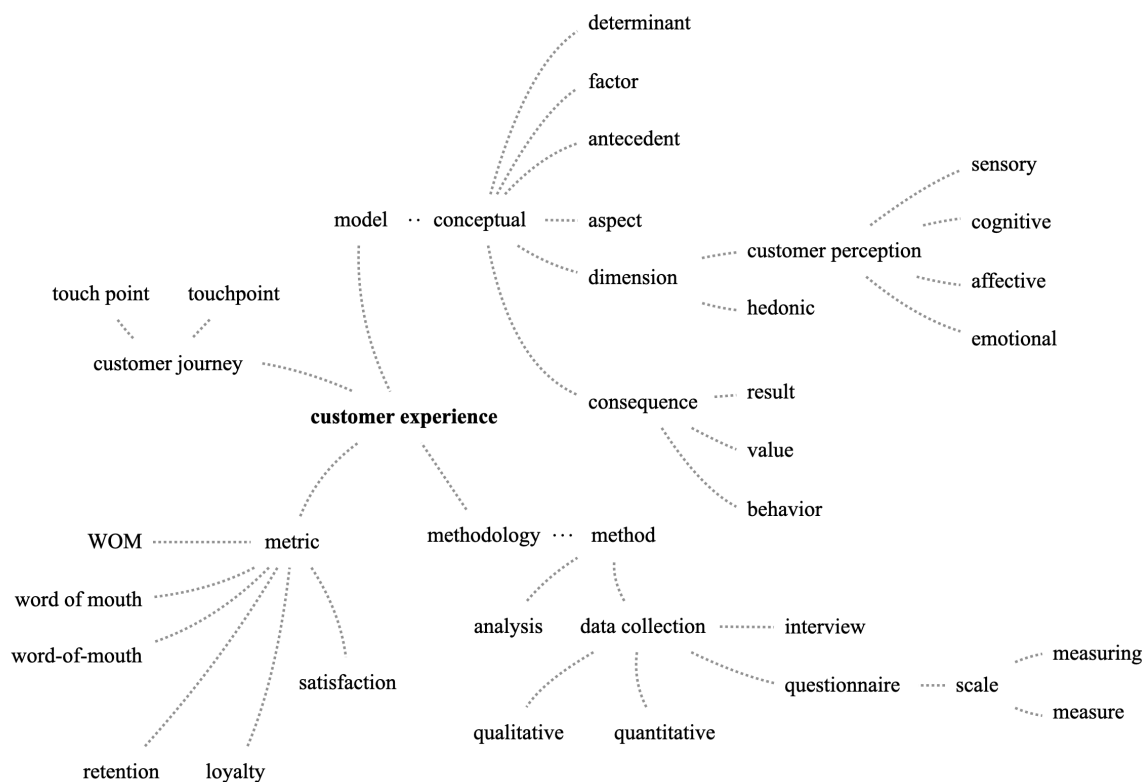 determinant
factor
antecedent
sensory
model
conceptual
aspect
cognitive
customer perception
dimension
affective
touch point
touchpoint
hedonic
emotional
customer journey
result
consequence
customer experience
value
behavior
WOM
metric
methodology
method
word of mouth
analysis
data collection
interview
word-of-mouth
measuring
satisfaction
questionnaire
scale
measure
qualitative
quantitative
retention
loyalty